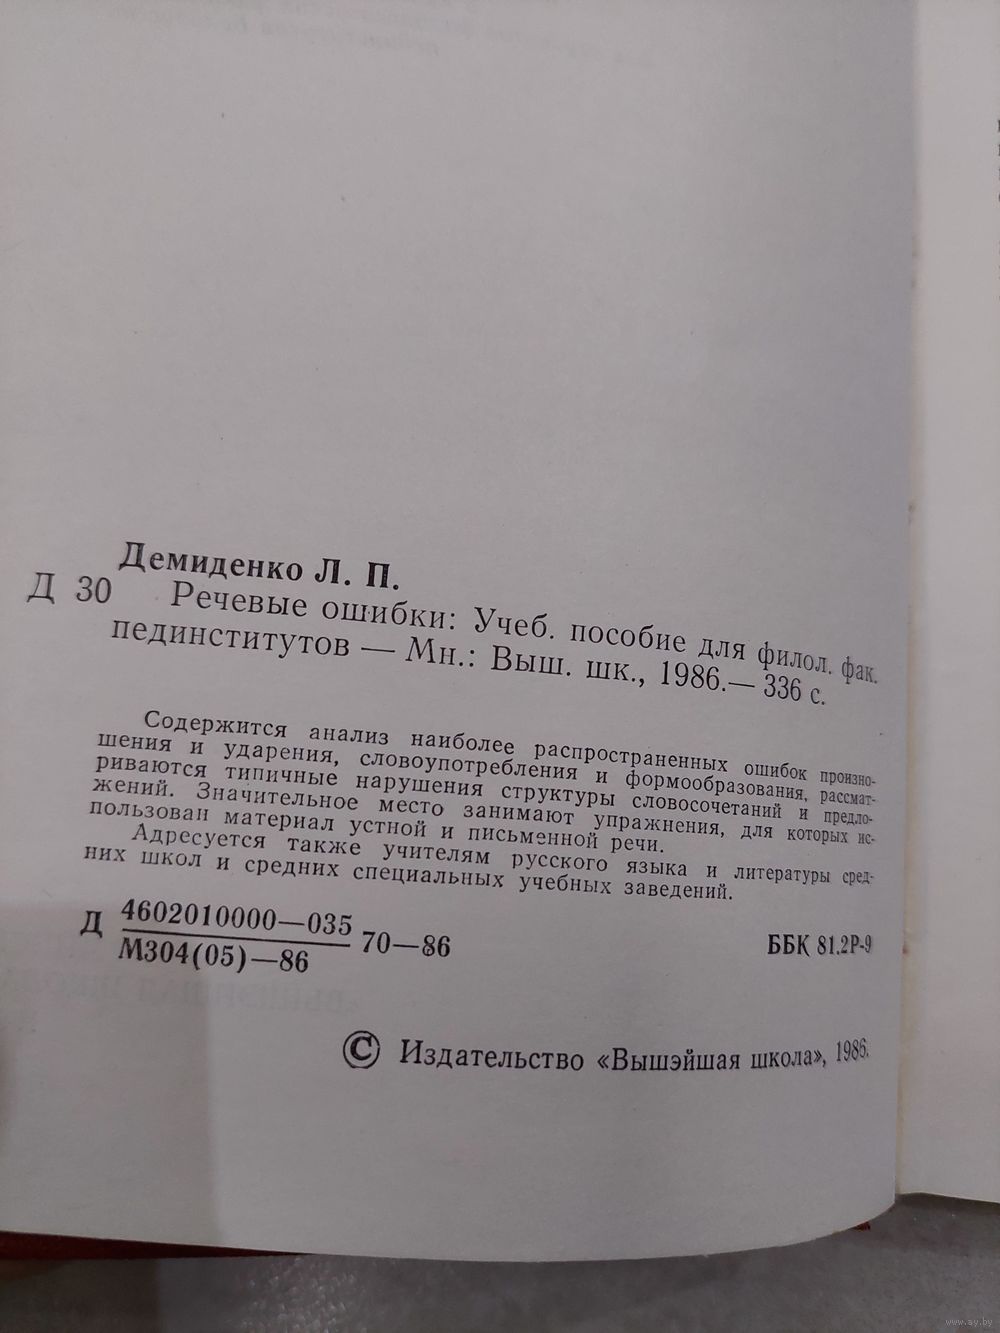 Демиденко Л. П.
Д 30 Речевые ошибки: Учеб. пособие для филол. фак.
пединститутов — Мн.: Выш. шк., 1986.— 336 с.
Содержится анализ наиболее распространенных ошибок произно-
шения и ударения, словоупотребления и формообразования, рассмат-
риваются типичные нарушения структуры словосочетаний и предло-
жений. Значительное место занимают упражнения, для которых ис-
пользован материал устной и письменной речи.
Адресуется также учителям русского языка и литературы сред-
них школ и средних специальных учебных заведений.
Д 4602010000—035 70—86
М304(05)—86
ББК 81.2Р-9
© Издательство «Вышэйшая школа», 1986.
www.ay.by